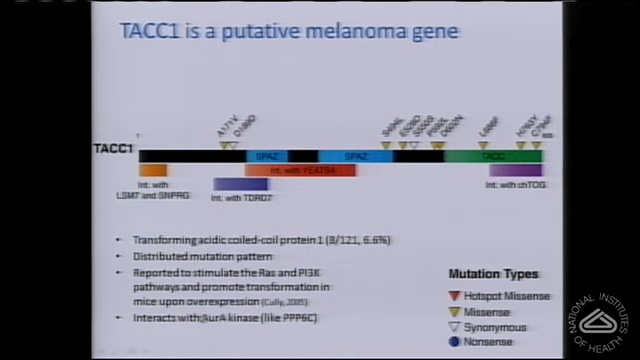 TACC1 is a putative melanoma gene
A171V
TACC1
SPAZ
SPAZ
TACC
Int. with YEATS4
Int. with
LSM7 and SNPRG
Int. with TDRD7
Int. with chTOG
• Transforming acidic coiled-coil protein 1 (8/121, 6.6%)
• Distributed mutation pattern
• Reported to stimulate the Ras and PI3K
pathways and promote transformation in
mice upon overexpression (Cully, 2005)
• Interacts with AurA kinase (like PPP6C)
Mutation Types
Hotspot Missense
Missense
Synonymous
Nonsense
NATIONAL INSTITUTES
OF HEALTH